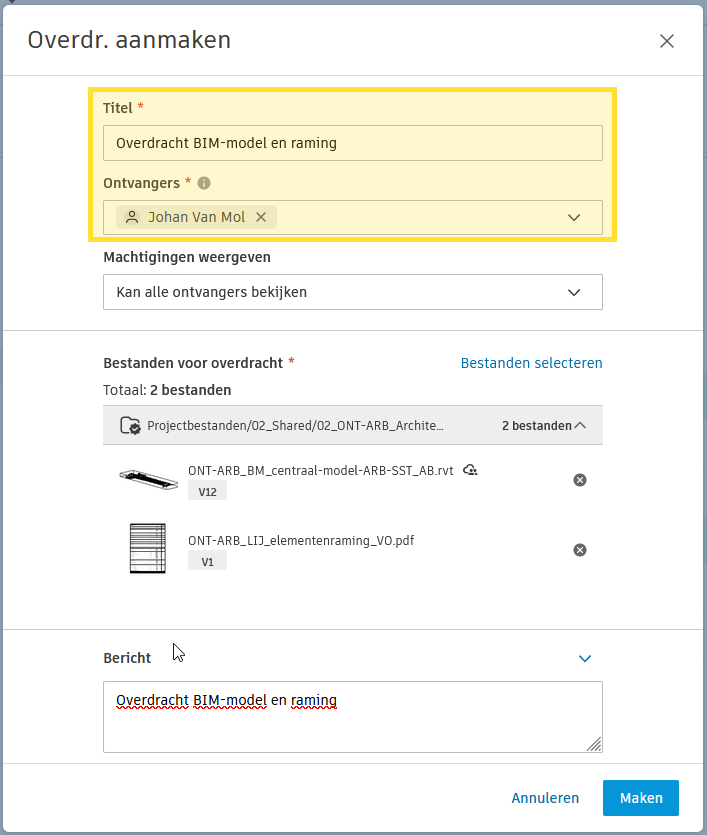 Overdr. aanmaken
Titel *
Overdracht BIM-model en raming
Ontvangers *
Johan Van Mol
Machtigingen weergeven
Kan alle ontvangers bekijken
Bestanden voor overdracht * Bestanden selecteren
Totaal: 2 bestanden
Projectbestanden/02_Shared/02_ONT-ARB_Archite... 2 bestanden
ONT-ARB_BM_centraal-model-ARB-SST_AB.rvt
V12
ONT-ARB_LIJ_elementenraming_VO.pdf
V1
Bericht
Overdracht BIM-model en raming
Annuleren Maken